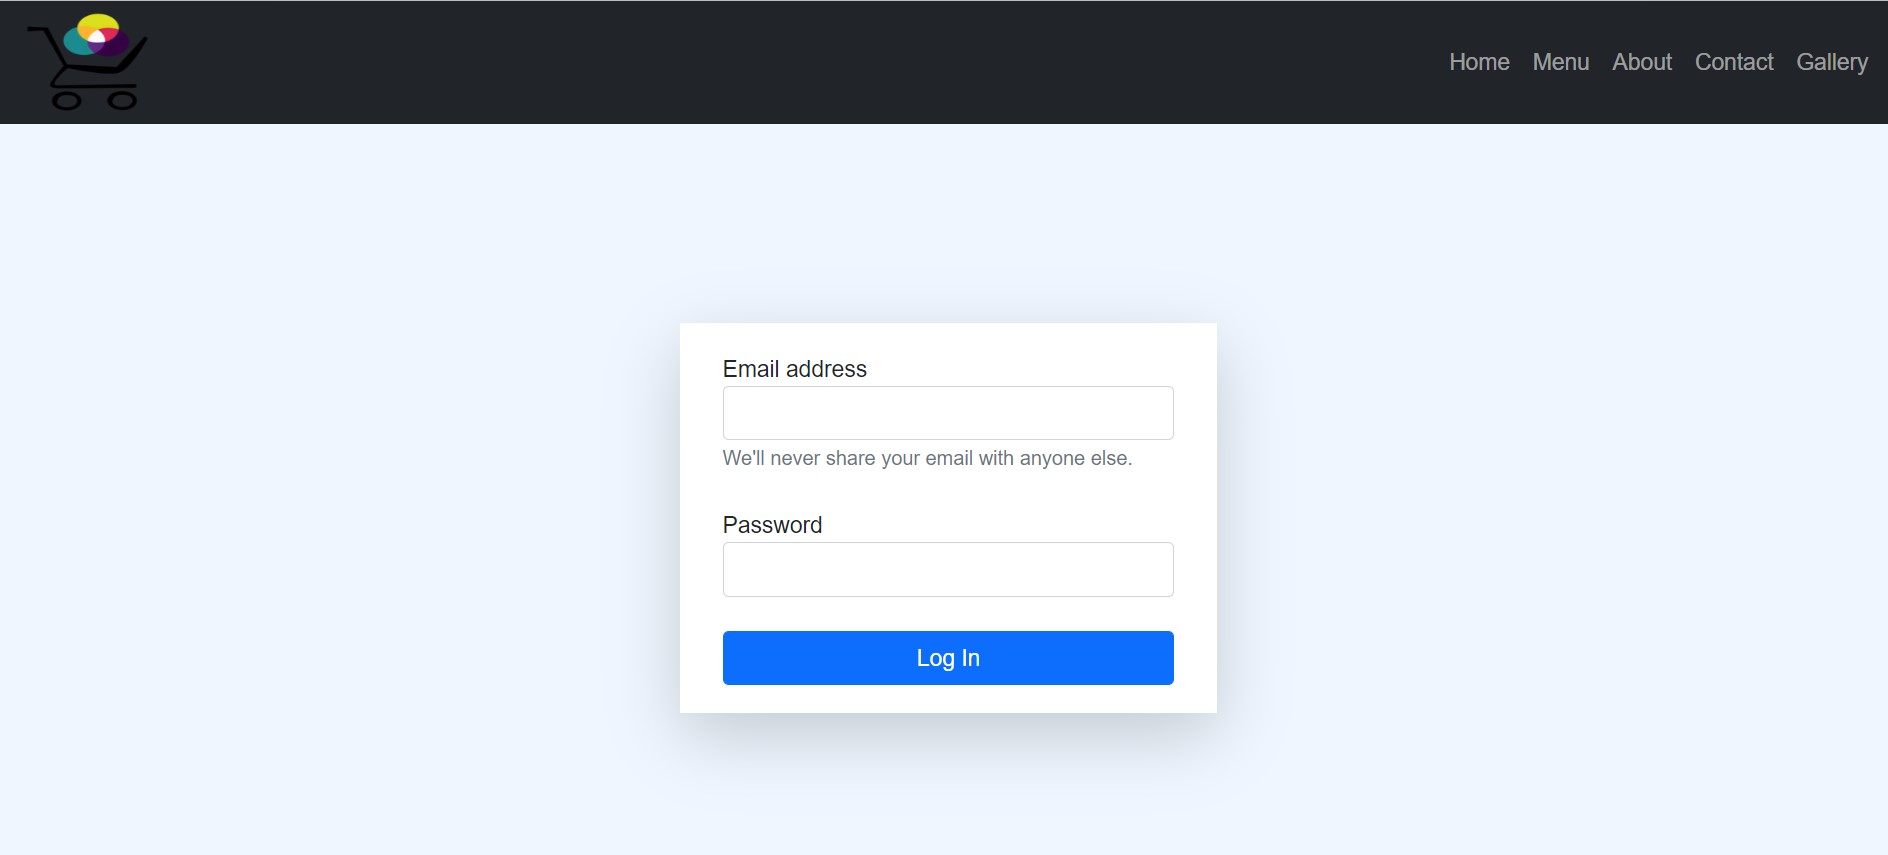 Home Menu About Contact Gallery
Email address
We'll never share your email with anyone else.
Password
Log In